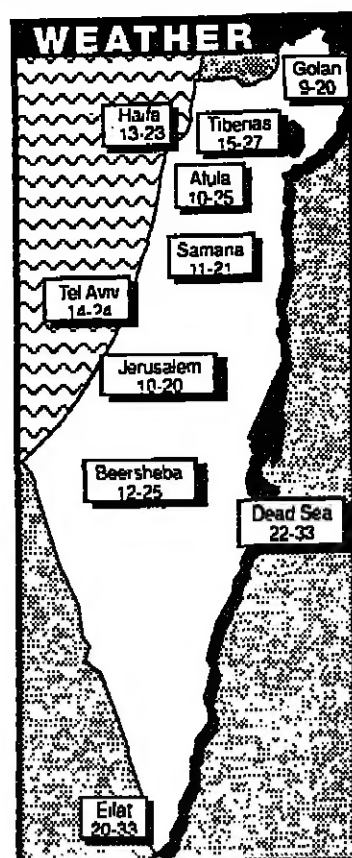 WEATHER
Golan
9-20
Haifa
13-23
Tiberias
15-27
Afula
10-25
Samaria
11-21
Tel Aviv
14-24
Jerusalem
10-20
Beersheba
12-25
Dead Sea
22-33
Eilat
20-33